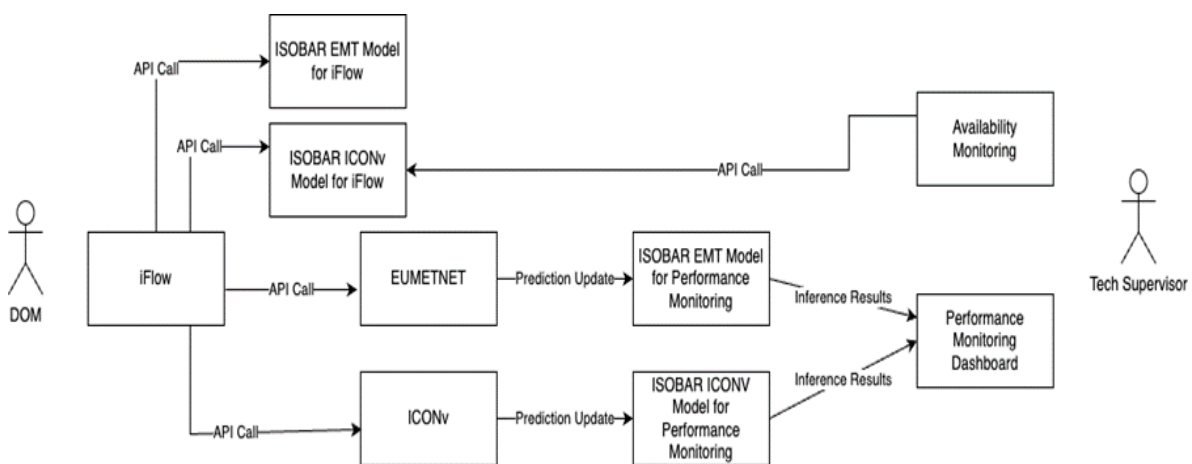 ISOBAR EMT Model
for iFlow
API Call
API Call
ISOBAR ICONv
Model for iFlow
API Call
Availability
Monitoring
iFlow
DOM
API Call
EUMETNET
Prediction Update
ISOBAR EMT Model
for Performance
Monitoring
Inference Results
Tech Supervisor
Performance
Monitoring
Dashboard
API Call
ICONv
Prediction Update
ISOBAR ICONV
Model for
Performance
Monitoring
Inference Results